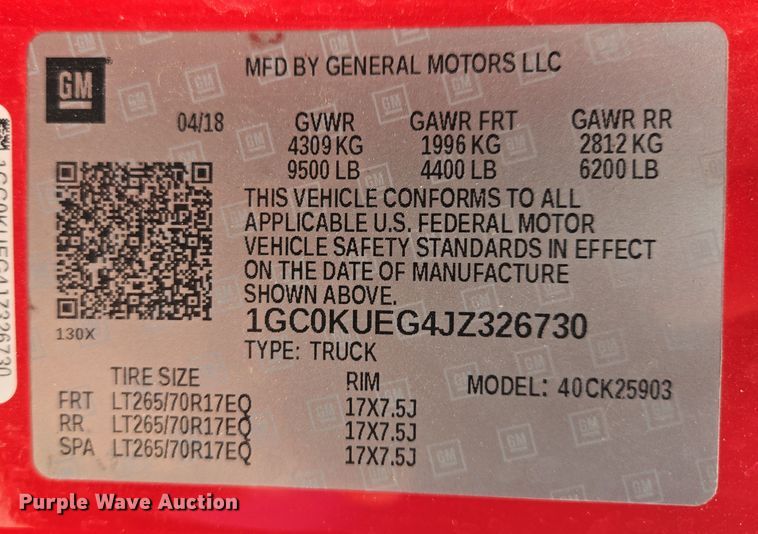 GM
MFD BY GENERAL MOTORS LLC
04/18 GVWR GAWR FRT GAWR RR
4309 KG 1996 KG 2812 KG
9500 LB 4400 LB 6200 LB
THIS VEHICLE CONFORMS TO ALL
APPLICABLE U.S. FEDERAL MOTOR
VEHICLE SAFETY STANDARDS IN EFFECT
ON THE DATE OF MANUFACTURE
SHOWN ABOVE.
130X
1GC0KUEG4JZ326730
TYPE: TRUCK
TIRE SIZE RIM MODEL: 40CK25903
FRT LT265/70R17EQ 17X7.5J
RR LT265/70R17EQ 17X7.5J
SPA LT265/70R17EQ 17X7.5J
1GC0KUEG4JZ326730
Purple Wave Auction